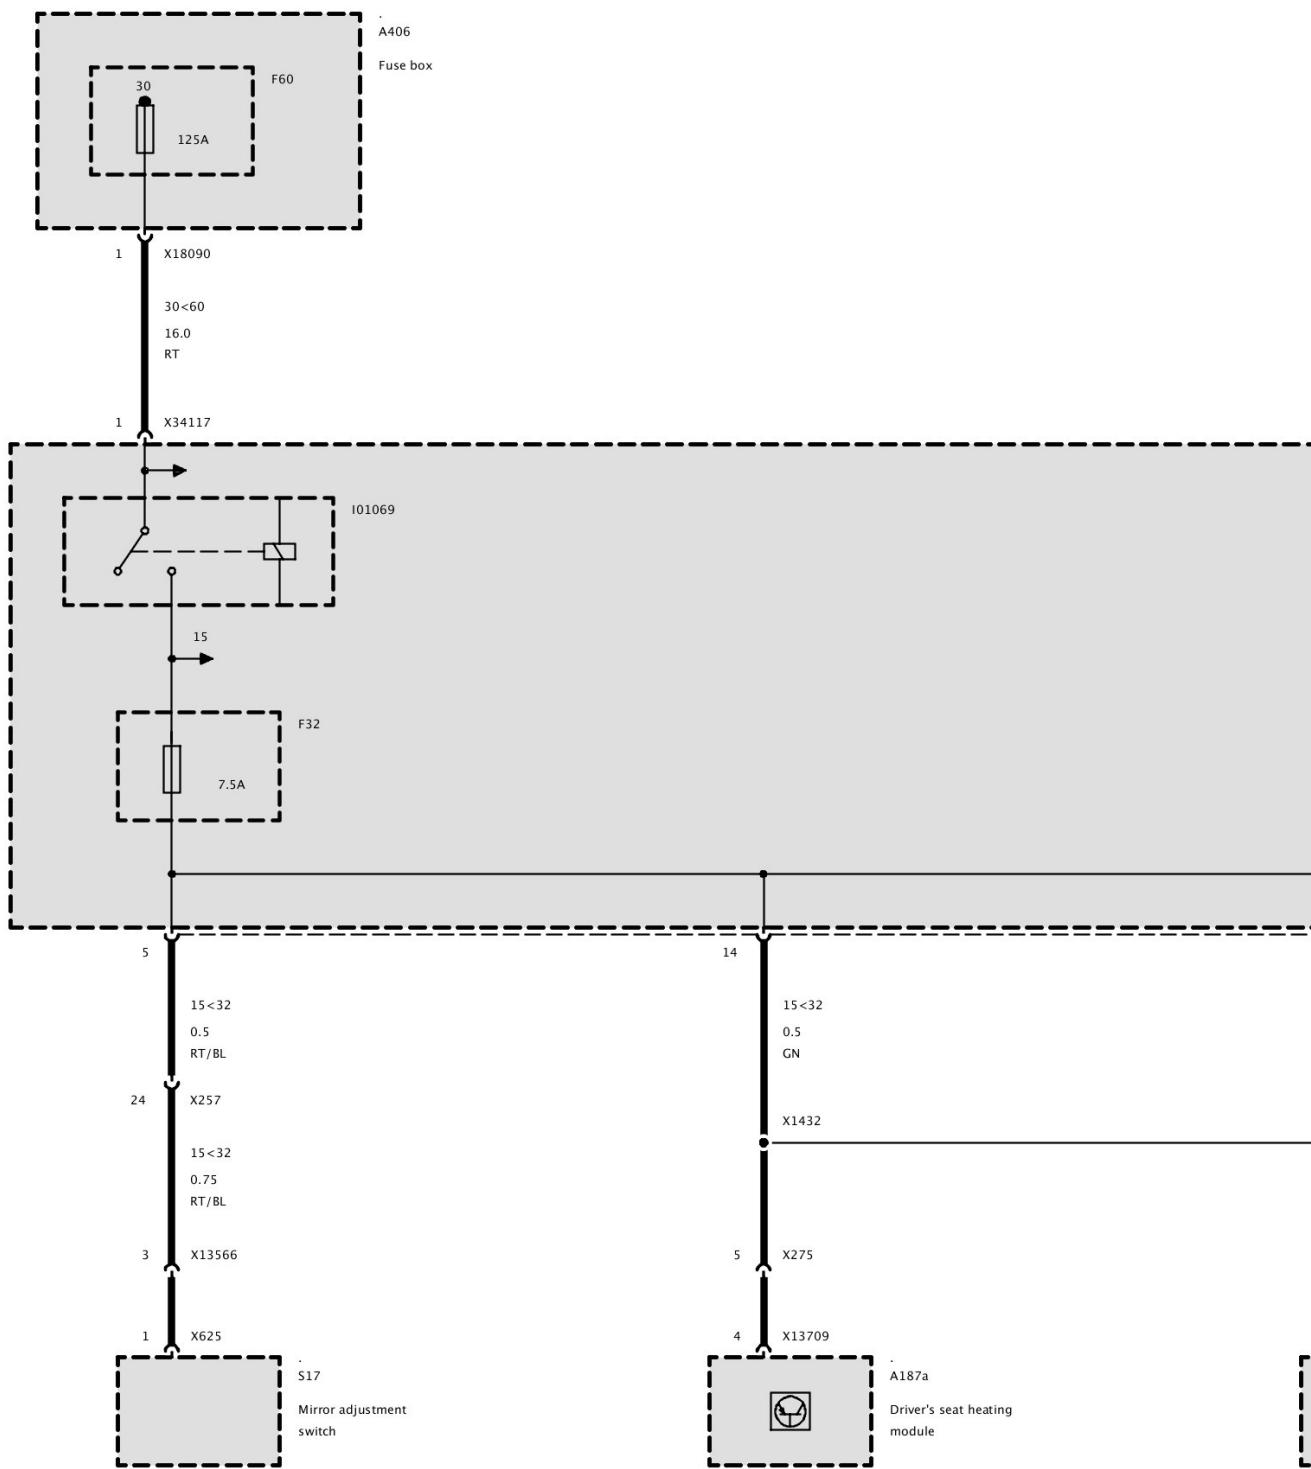 .
A406
Fuse box
F60
30
125A
1 X18090
30<60
16.0
RT
1 X34117
I01069
15
F32
7.5A
5
15<32
0.5
RT/BL
24 X257
15<32
0.75
RT/BL
3 X13566
1 X625
.
S17
Mirror adjustment
switch
14
15<32
0.5
GN
X1432
5 X275
4 X13709
.
A187a
Driver's seat heating
module